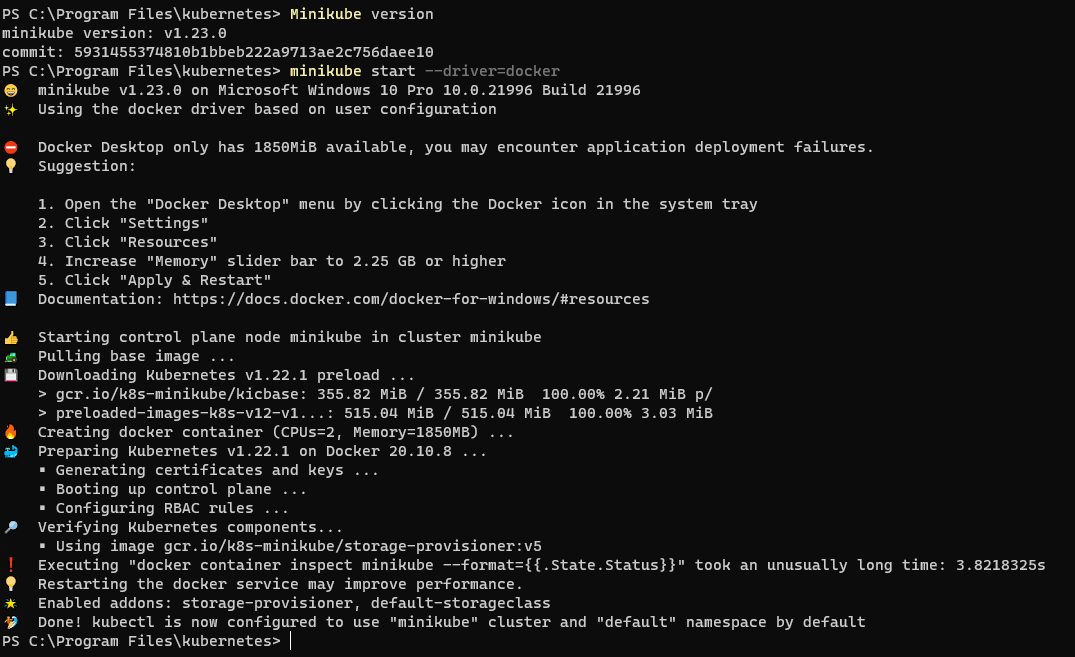 PS C:\Program Files\kubernetes> Minikube version
minikube version: v1.23.0
commit: 5931455374810b1bbeb222a9713ae2c756daee10
PS C:\Program Files\kubernetes> minikube start --driver=docker
minikube v1.23.0 on Microsoft Windows 10 Pro 10.0.21996 Build 21996
Using the docker driver based on user configuration
Docker Desktop only has 1850MiB available, you may encounter application deployment failures.
Suggestion:
1. Open the "Docker Desktop" menu by clicking the Docker icon in the system tray
2. Click "Settings"
3. Click "Resources"
4. Increase "Memory" slider bar to 2.25 GB or higher
5. Click "Apply & Restart"
Documentation: https://docs.docker.com/docker-for-windows/#resources
Starting control plane node minikube in cluster minikube
Pulling base image ...
Downloading Kubernetes v1.22.1 preload ...
> gcr.io/k8s-minikube/kicbase: 355.82 MiB / 355.82 MiB  100.00% 2.21 MiB p/
> preloaded-images-k8s-v12-v1...: 515.04 MiB / 515.04 MiB  100.00% 3.03 MiB
Creating docker container (CPUs=2, Memory=1850MB) ...
Preparing Kubernetes v1.22.1 on Docker 20.10.8 ...
▪ Generating certificates and keys ...
▪ Booting up control plane ...
▪ Configuring RBAC rules ...
Verifying Kubernetes components...
▪ Using image gcr.io/k8s-minikube/storage-provisioner:v5
Executing "docker container inspect minikube --format={{.State.Status}}" took an unusually long time: 3.8218325s
Restarting the docker service may improve performance.
Enabled addons: storage-provisioner, default-storageclass
Done! kubectl is now configured to use "minikube" cluster and "default" namespace by default
PS C:\Program Files\kubernetes>